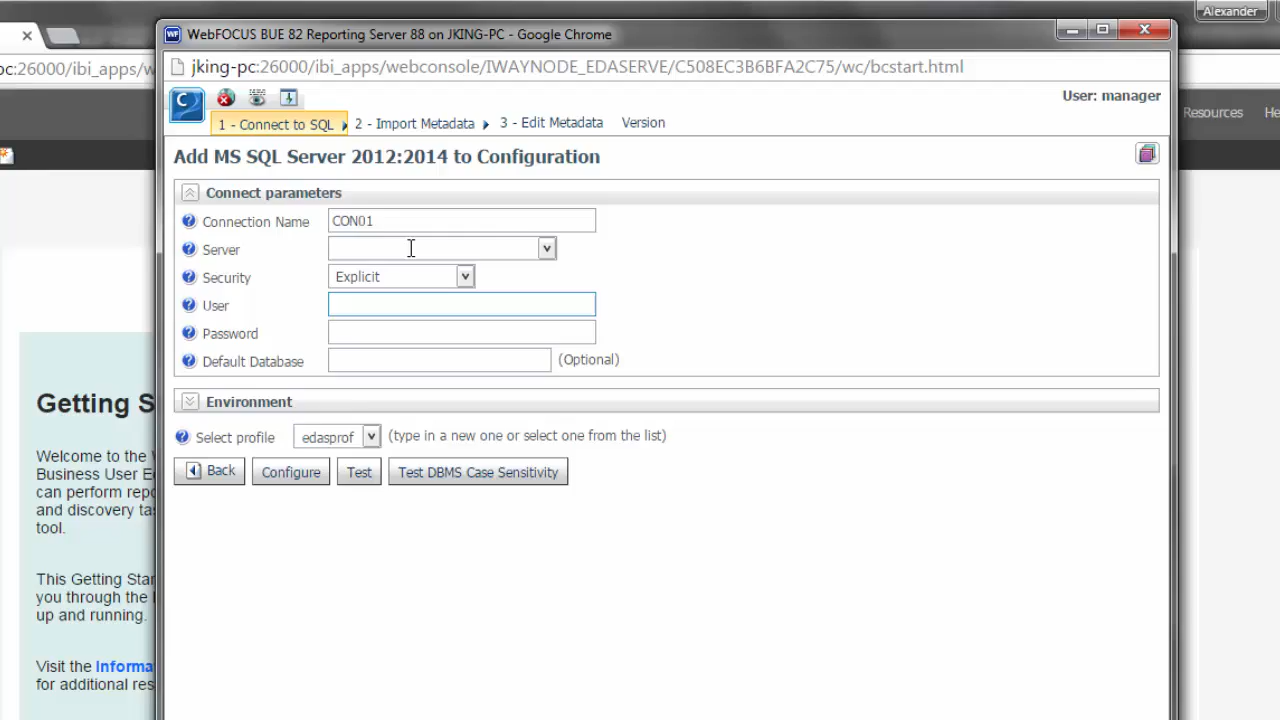 Alexander
WebFOCUS BUE 82 Reporting Server 88 on JKING-PC - Google Chrome
oc:26000/ibi_apps/w
jking-pc:26000/ibi_apps/webconsole/IWAYNODE_EDASERVE/C508EC3B6BFA2C75/wc/bcstart.html
User: manager
Resources
He
1 - Connect to SQL
2 - Import Metadata
3 - Edit Metadata
Version
Add MS SQL Server 2012:2014 to Configuration
Connect parameters
Connection Name CON01
Server
Security Explicit
User
Password
Default Database (Optional)
Environment
Select profile edasprof (type in a new one or select one from the list)
Back Configure Test Test DBMS Case Sensitivity
Getting S
Welcome to the W
Business User E
can perform repo
and discovery ta
tool.
This Getting Star
you through the
up and running.
Visit the Informa
for additional res